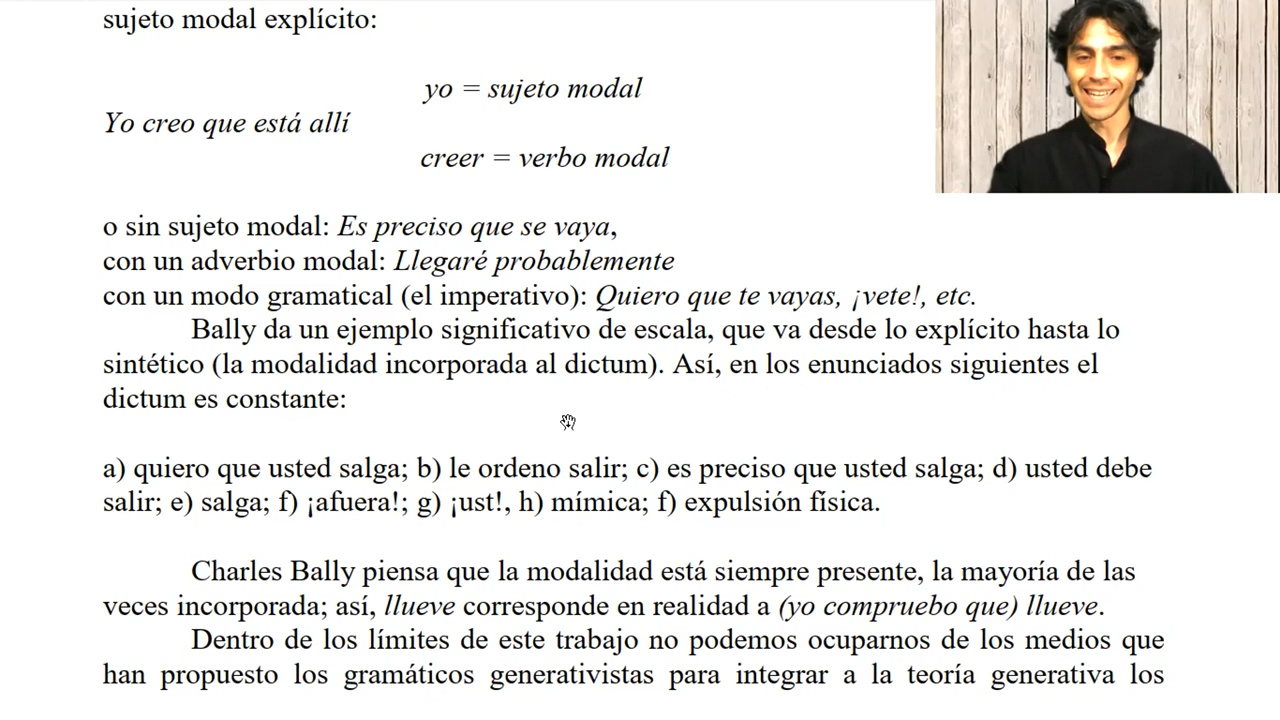 sujeto modal explícito:
yo = sujeto modal
Yo creo que está allí
creer = verbo modal
o sin sujeto modal: Es preciso que se vaya,
con un adverbio modal: Llegaré probablemente
con un modo gramatical (el imperativo): Quiero que te vayas, ¡vete!, etc.
Bally da un ejemplo significativo de escala, que va desde lo explícito hasta lo
sintético (la modalidad incorporada al dictum). Así, en los enunciados siguientes el
dictum es constante:
a) quiero que usted salga; b) le ordeno salir; c) es preciso que usted salga; d) usted debe
salir; e) salga; f) ¡afuera!; g) ¡ust!, h) mímica; f) expulsión física.
Charles Bally piensa que la modalidad está siempre presente, la mayoría de las
veces incorporada; así, llueve corresponde en realidad a (yo compruebo que) llueve.
Dentro de los límites de este trabajo no podemos ocuparnos de los medios que
han propuesto los gramáticos generativistas para integrar a la teoría generativa los